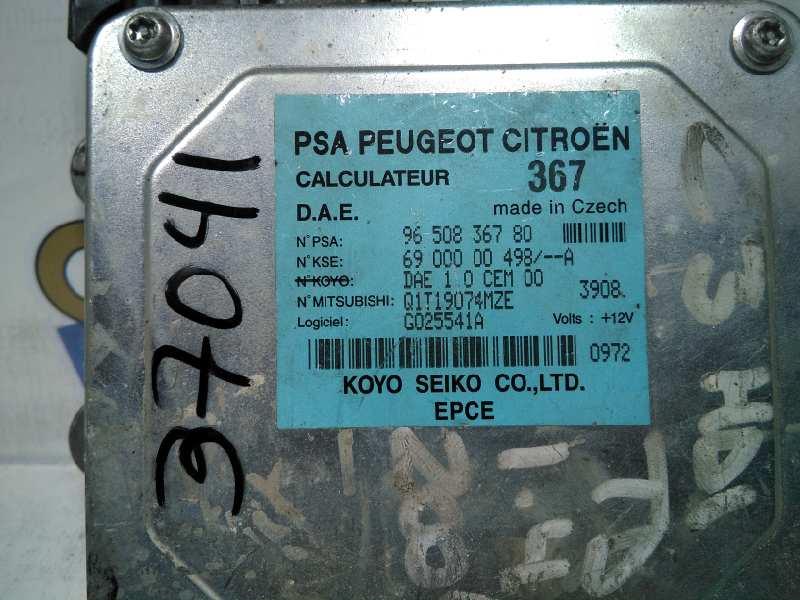 PSA PEUGEOT CITROËN
CALCULATEUR 367
D.A.E. made in Czech
N°PSA: 96 508 367 80
N°KSE: 69 000 00 498/--A
N°KOYO: DAE 1 0 CEM 00
N°MITSUBISHI: Q1T19074MZE 3908
Logiciel: G025541A Volts : +12V
0972
KOYO SEIKO CO.,LTD.
EPCE
37041
HDI